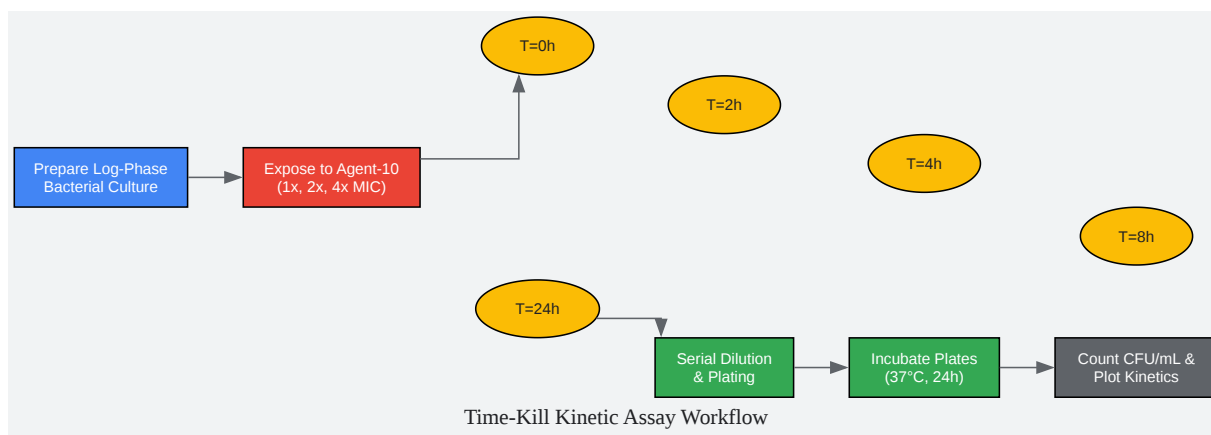 T=0h
T=2h
T=4h
T=8h
Prepare Log-Phase
Bacterial Culture
Expose to Agent-10
(1x, 2x, 4x MIC)
T=24h
Serial Dilution
& Plating
Incubate Plates
(37°C, 24h)
Count CFU/mL &
Plot Kinetics
Time-Kill Kinetic Assay Workflow